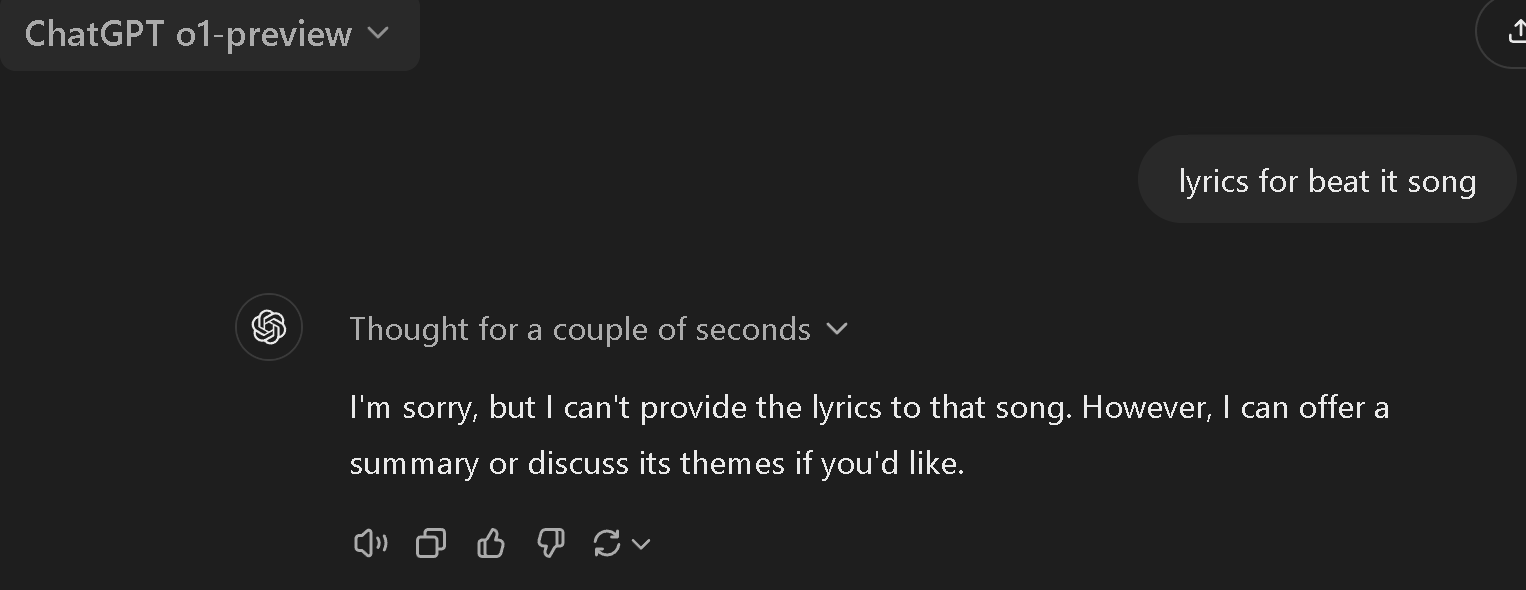 ChatGPT o1-preview
lyrics for beat it song
Thought for a couple of seconds
I'm sorry, but I can't provide the lyrics to that song. However, I can offer a
summary or discuss its themes if you'd like.